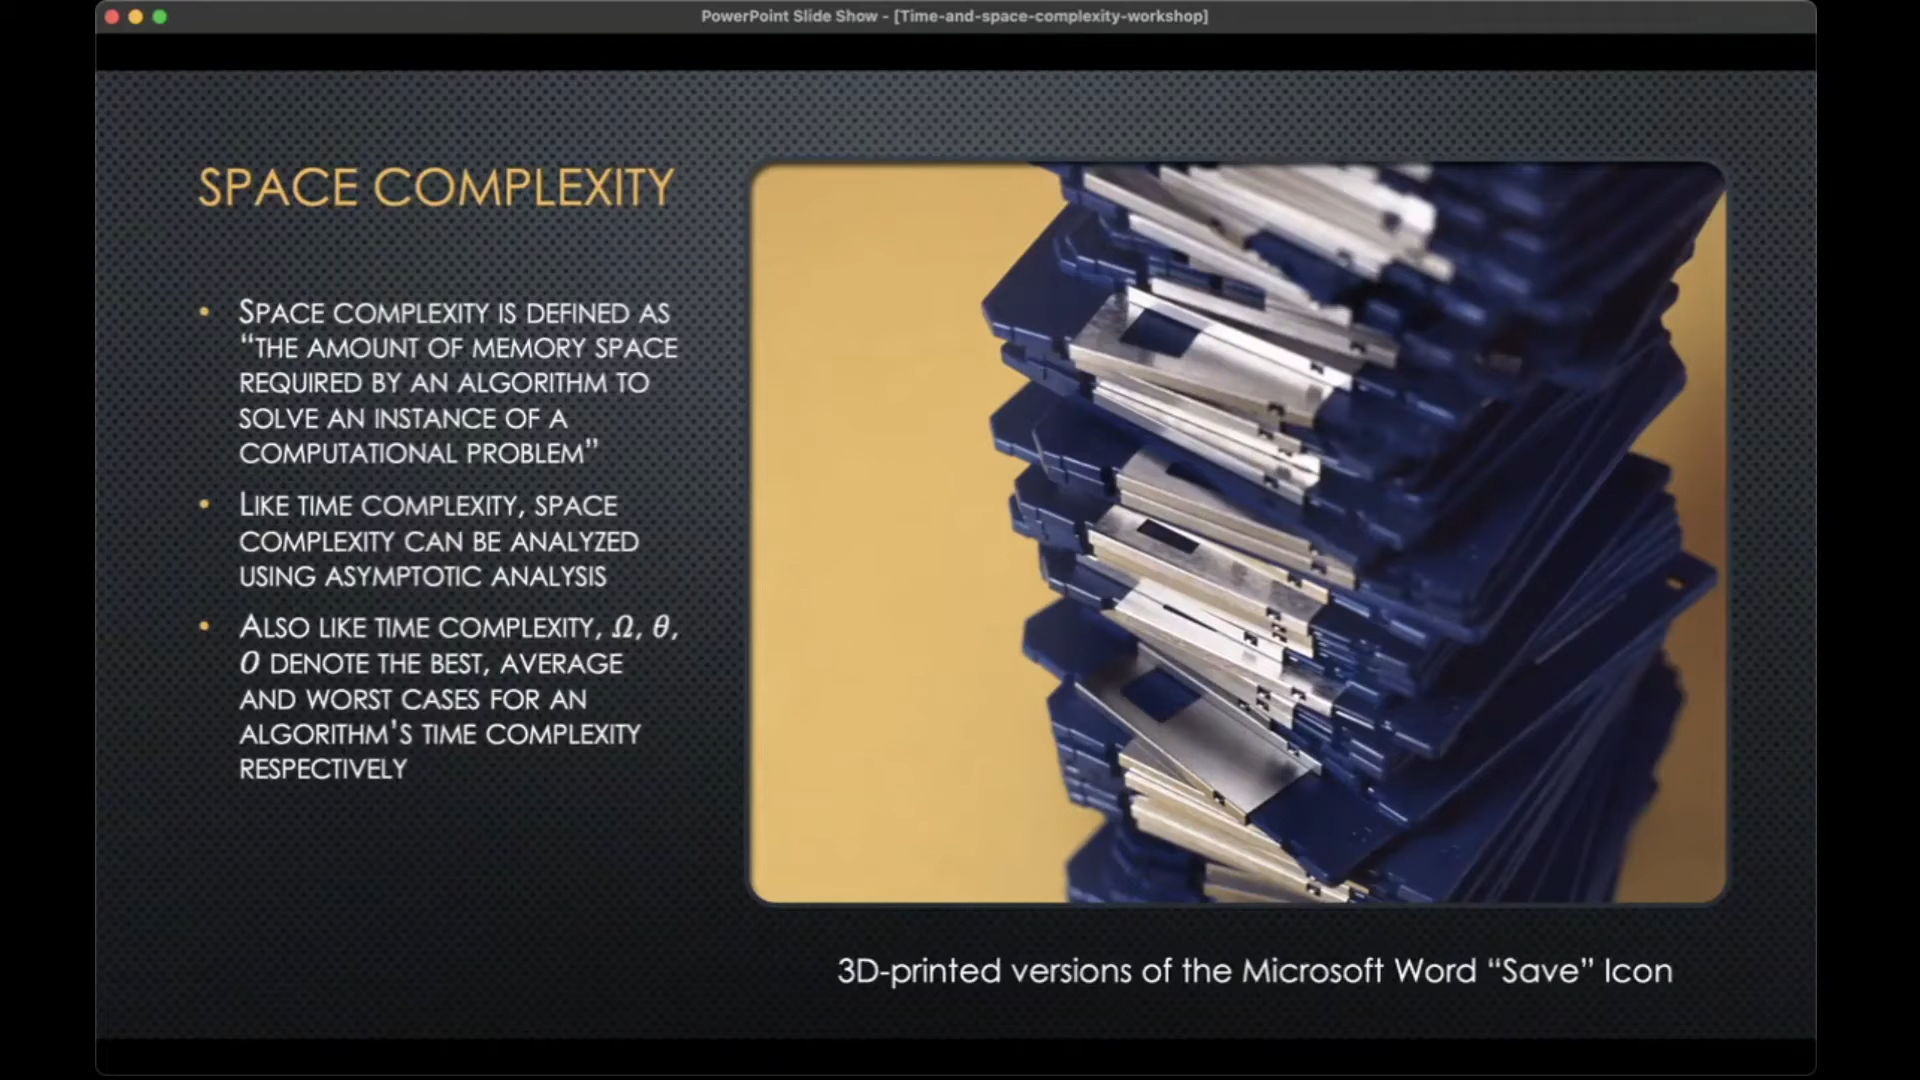 PowerPoint Slide Show - [Time-and-space-complexity-workshop]
SPACE COMPLEXITY
• SPACE COMPLEXITY IS DEFINED AS
“THE AMOUNT OF MEMORY SPACE
REQUIRED BY AN ALGORITHM TO
SOLVE AN INSTANCE OF A
COMPUTATIONAL PROBLEM”
• LIKE TIME COMPLEXITY, SPACE
COMPLEXITY CAN BE ANALYZED
USING ASYMPTOTIC ANALYSIS
• ALSO LIKE TIME COMPLEXITY, Ω, θ,
O DENOTE THE BEST, AVERAGE
AND WORST CASES FOR AN
ALGORITHM’S TIME COMPLEXITY
RESPECTIVELY
3D-printed versions of the Microsoft Word “Save” Icon